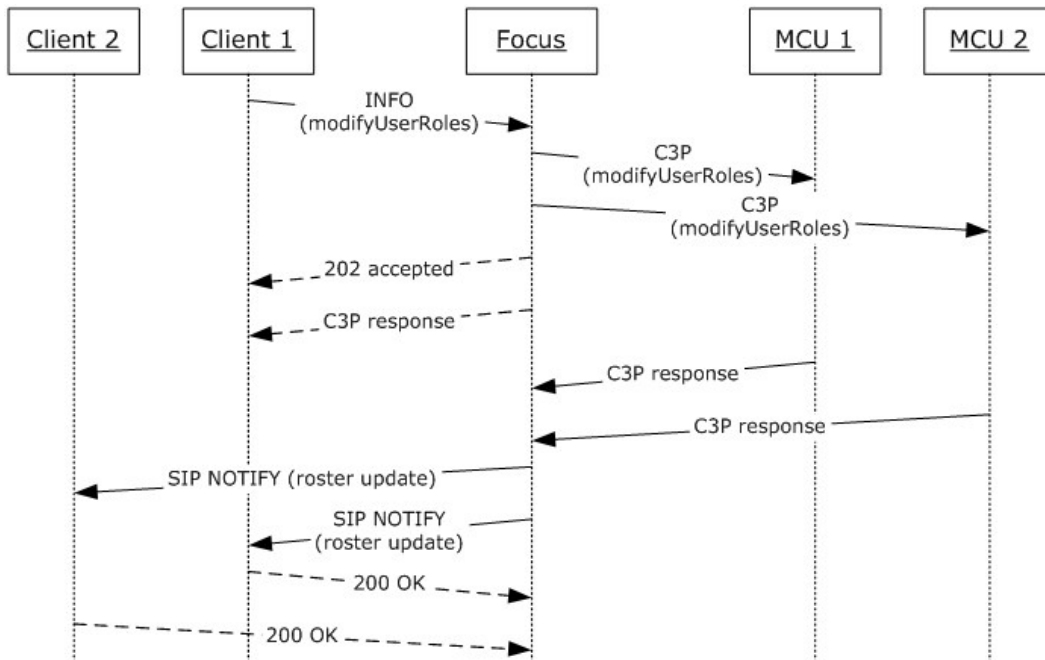 Client 2
Client 1
Focus
MCU 1
MCU 2
INFO
(modifyUserRoles)
C3P
(modifyUserRoles)
C3P
(modifyUserRoles)
202 accepted
C3P response
C3P response
C3P response
SIP NOTIFY (roster update)
SIP NOTIFY
(roster update)
200 OK
200 OK